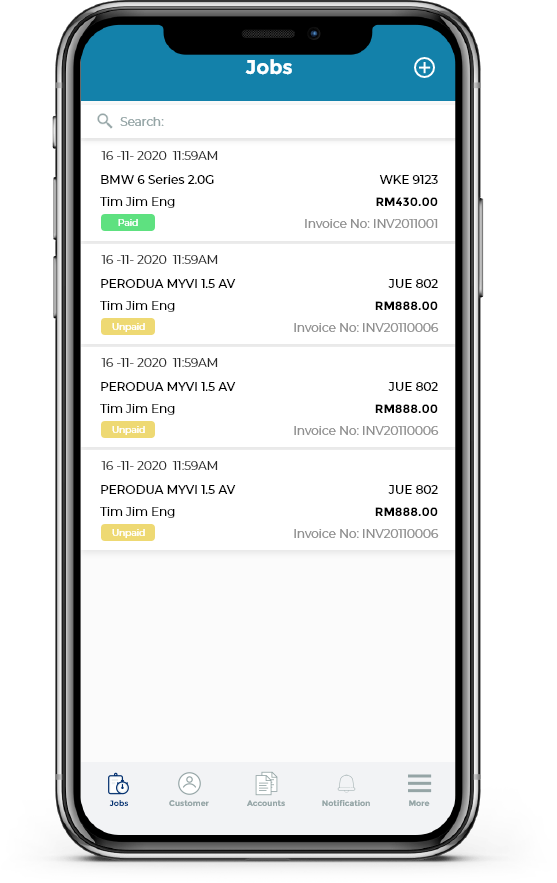 Jobs
Search:
16 -11- 2020 11:59AM
BMW 6 Series 2.0G WKE 9123
Tim Jim Eng RM430.00
Paid Invoice No: INV2011001
16 -11- 2020 11:59AM
PERODUA MYVI 1.5 AV JUE 802
Tim Jim Eng RM888.00
Unpaid Invoice No: INV20110006
16 -11- 2020 11:59AM
PERODUA MYVI 1.5 AV JUE 802
Tim Jim Eng RM888.00
Unpaid Invoice No: INV20110006
16 -11- 2020 11:59AM
PERODUA MYVI 1.5 AV JUE 802
Tim Jim Eng RM888.00
Unpaid Invoice No: INV20110006
Jobs Customer Accounts Notification More